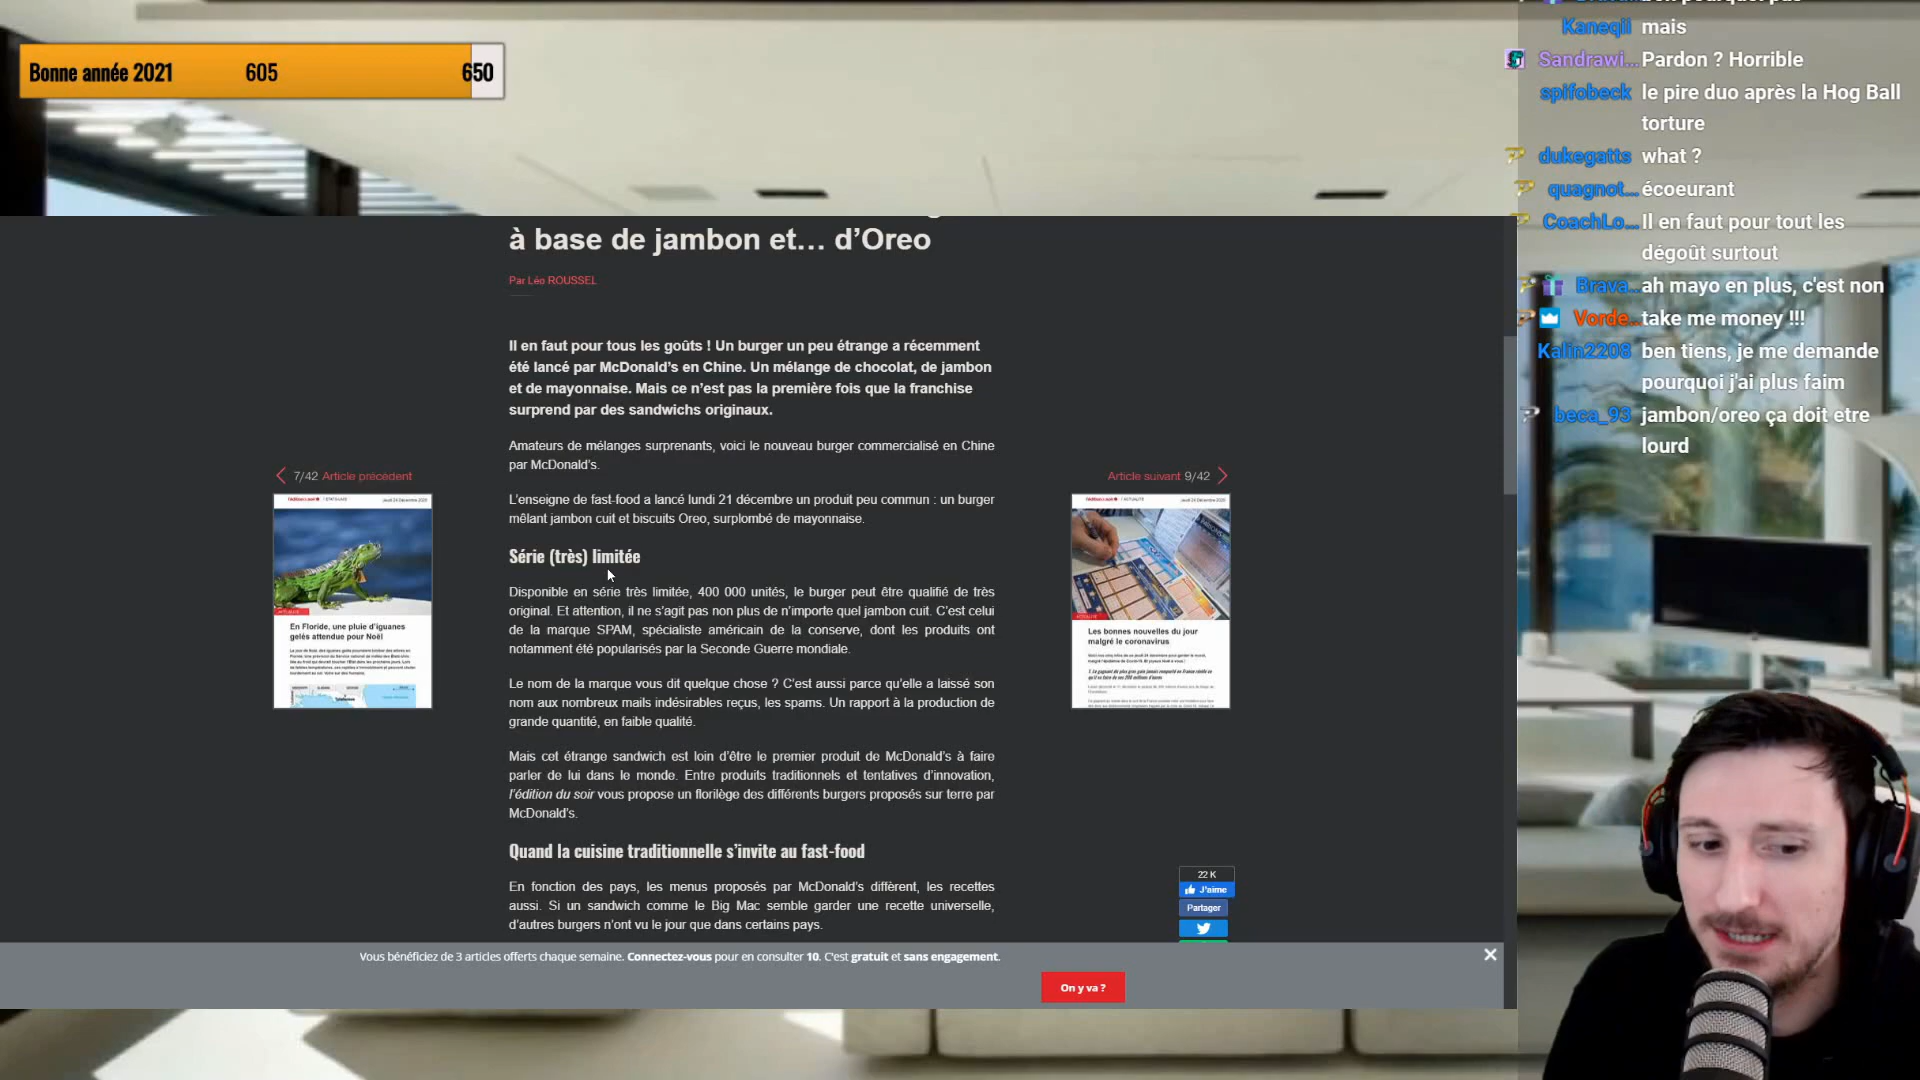 Bonne année 2021
605
650
à base de jambon et... d'Oreo
Par Léo ROUSSEL
Il en faut pour tous les goûts ! Un burger un peu étrange a récemment
été lancé par McDonald's en Chine. Un mélange de chocolat, de jambon
et de mayonnaise. Mais ce n'est pas la première fois que la franchise
surprend par des sandwichs originaux.
Amateurs de mélanges surprenants, voici le nouveau burger commercialisé en Chine
par McDonald's.
L'enseigne de fast-food a lancé lundi 21 décembre un produit peu commun : un burger
mêlant jambon cuit et biscuits Oreo, surplombé de mayonnaise.
Série (très) limitée
Disponible en série très limitée, 400 000 unités, le burger peut être qualifié de très
original. Et attention, il ne s'agit pas non plus de n'importe quel jambon cuit. C'est celui
de la marque SPAM, spécialiste américain de la conserve, dont les produits ont
notamment été popularisés par la Seconde Guerre mondiale.
Le nom de la marque vous dit quelque chose ? C'est aussi parce qu'elle a laissé son
nom aux nombreux mails indésirables reçus, les spams. Un rapport à la production de
grande quantité, en faible qualité.
Mais cet étrange sandwich est loin d'être le premier produit de McDonald's à faire
parler de lui dans le monde. Entre produits traditionnels et tentatives d'innovation,
l'édition du soir vous propose un florilège des différents burgers proposés sur terre par
McDonald's.
Quand la cuisine traditionnelle s'invite au fast-food
En fonction des pays, les menus proposés par McDonald's diffèrent, les recettes
aussi. Si un sandwich comme le Big Mac semble garder une recette universelle,
d'autres burgers n'ont vu le jour que dans certains pays.
7/42 Article précédent
En Floride, une pluie d'iguanes
gelés attendue pour Noël
Article suivant 9/42
Les bonnes nouvelles du jour
malgré le coronavirus
22 K
J'aime
Partager
Vous bénéficiez de 3 articles offerts chaque semaine. Connectez-vous pour en consulter 10. C'est gratuit et sans engagement.
On y va ?
Kaneqii mais
Sandrawi... Pardon ? Horrible
spifobeck le pire duo après la Hog Ball
torture
dukegatts what ?
quagnot... écoeurant
CoachLo... Il en faut pour tout les
dégoût surtout
Brava... ah mayo en plus, c'est non
Vorde... take me money !!!
Kalin2208 ben tiens, je me demande
pourquoi j'ai plus faim
beca_93 jambon/oreo ça doit etre
lourd